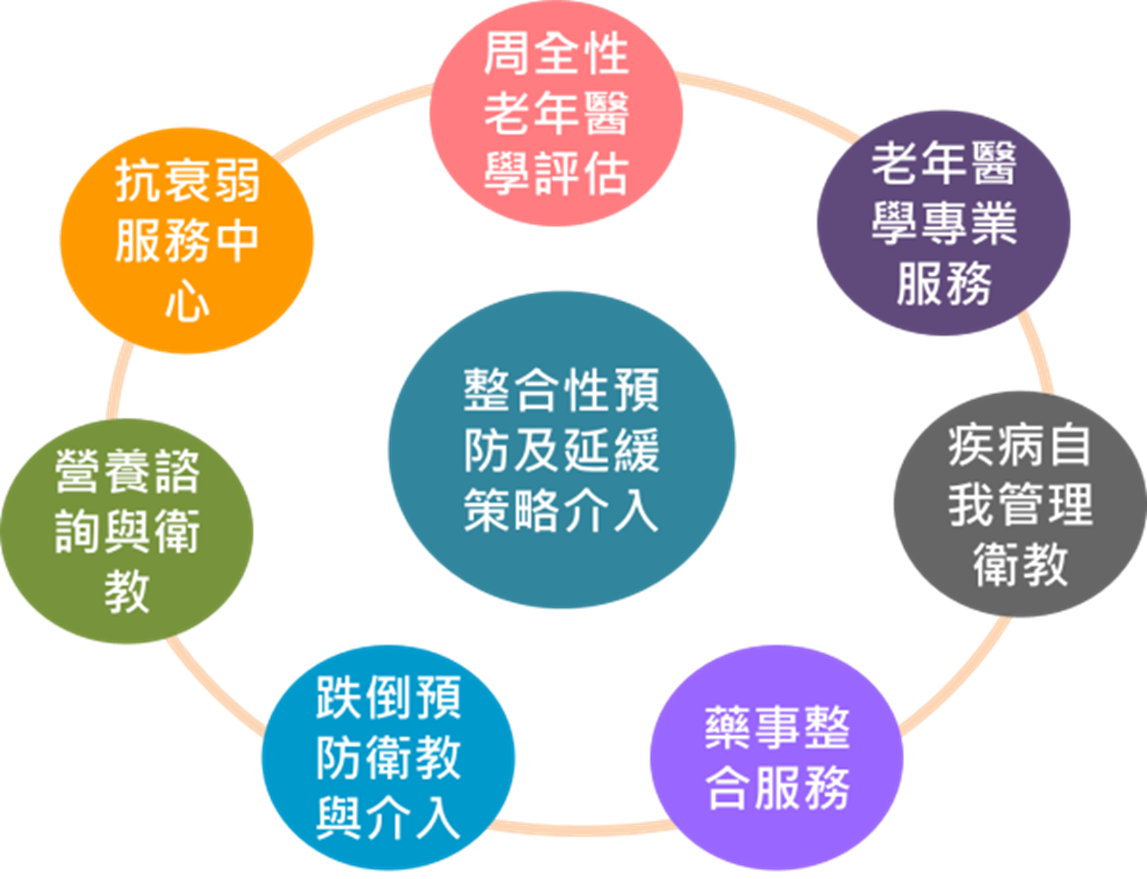 周全性
老年醫
學評估
老年醫
學專業
服務
疾病自
我管理
衛教
藥事整
合服務
跌倒預
防衛教
與介入
營養諮
詢與衛
教
抗衰弱
服務中
心
整合性預
防及延緩
策略介入